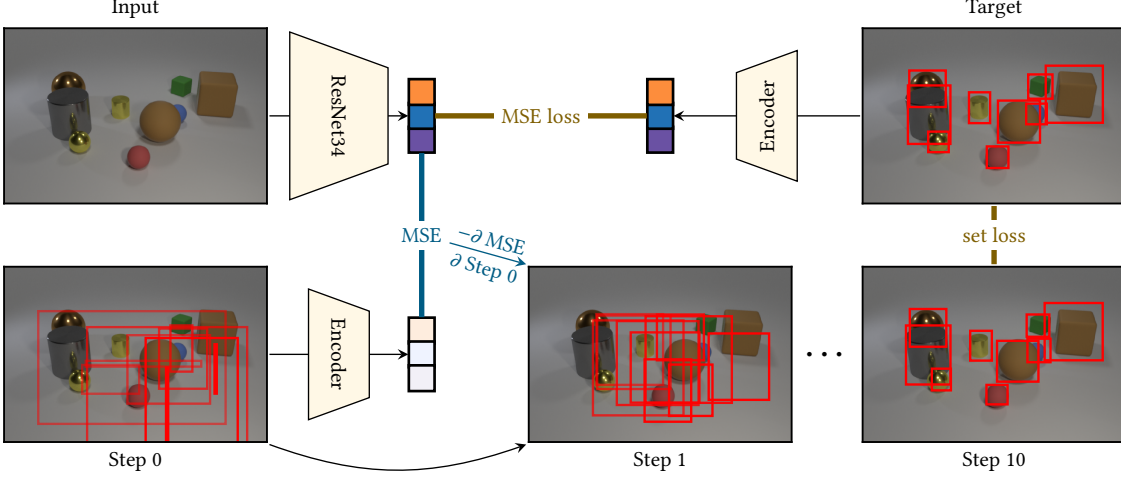 Input
Target
ResNet34
MSE loss
Encoder
MSE
−∂ MSE
∂ Step 0
set loss
Encoder
...
Step 0
Step 1
Step 10